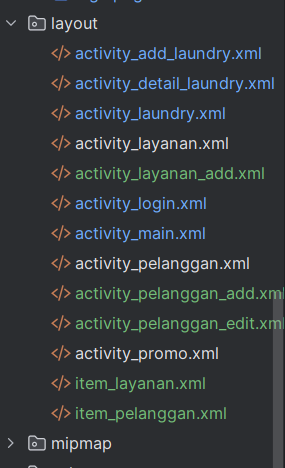 layout
activity_add_laundry.xml
activity_detail_laundry.xml
activity_laundry.xml
activity_layanan.xml
activity_layanan_add.xml
activity_login.xml
activity_main.xml
activity_pelanggan.xml
activity_pelanggan_add.xml
activity_pelanggan_edit.xml
activity_promo.xml
item_layanan.xml
item_pelanggan.xml
mipmap